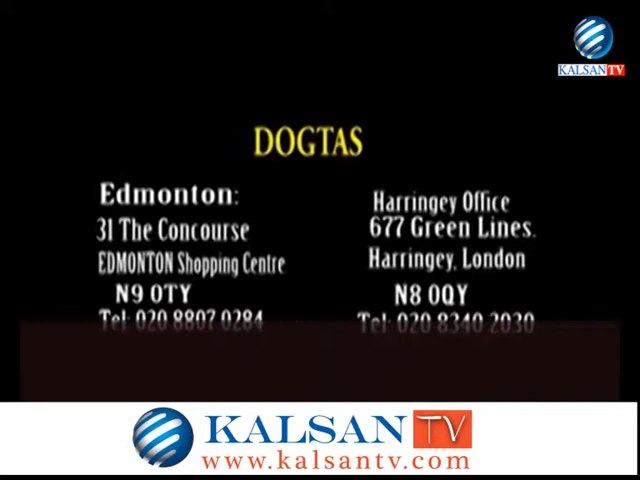 KALSAN TV
DOGTAS
Edmonton:
31 The Concourse
EDMONTON Shopping Centre
N9 0TY
Tel: 020 8807 0284
Harringey Office
677 Green Lines.
Harringey, London
N8 0QY
Tel: 020 8340 2030
KALSAN TV
www.kalsantv.com